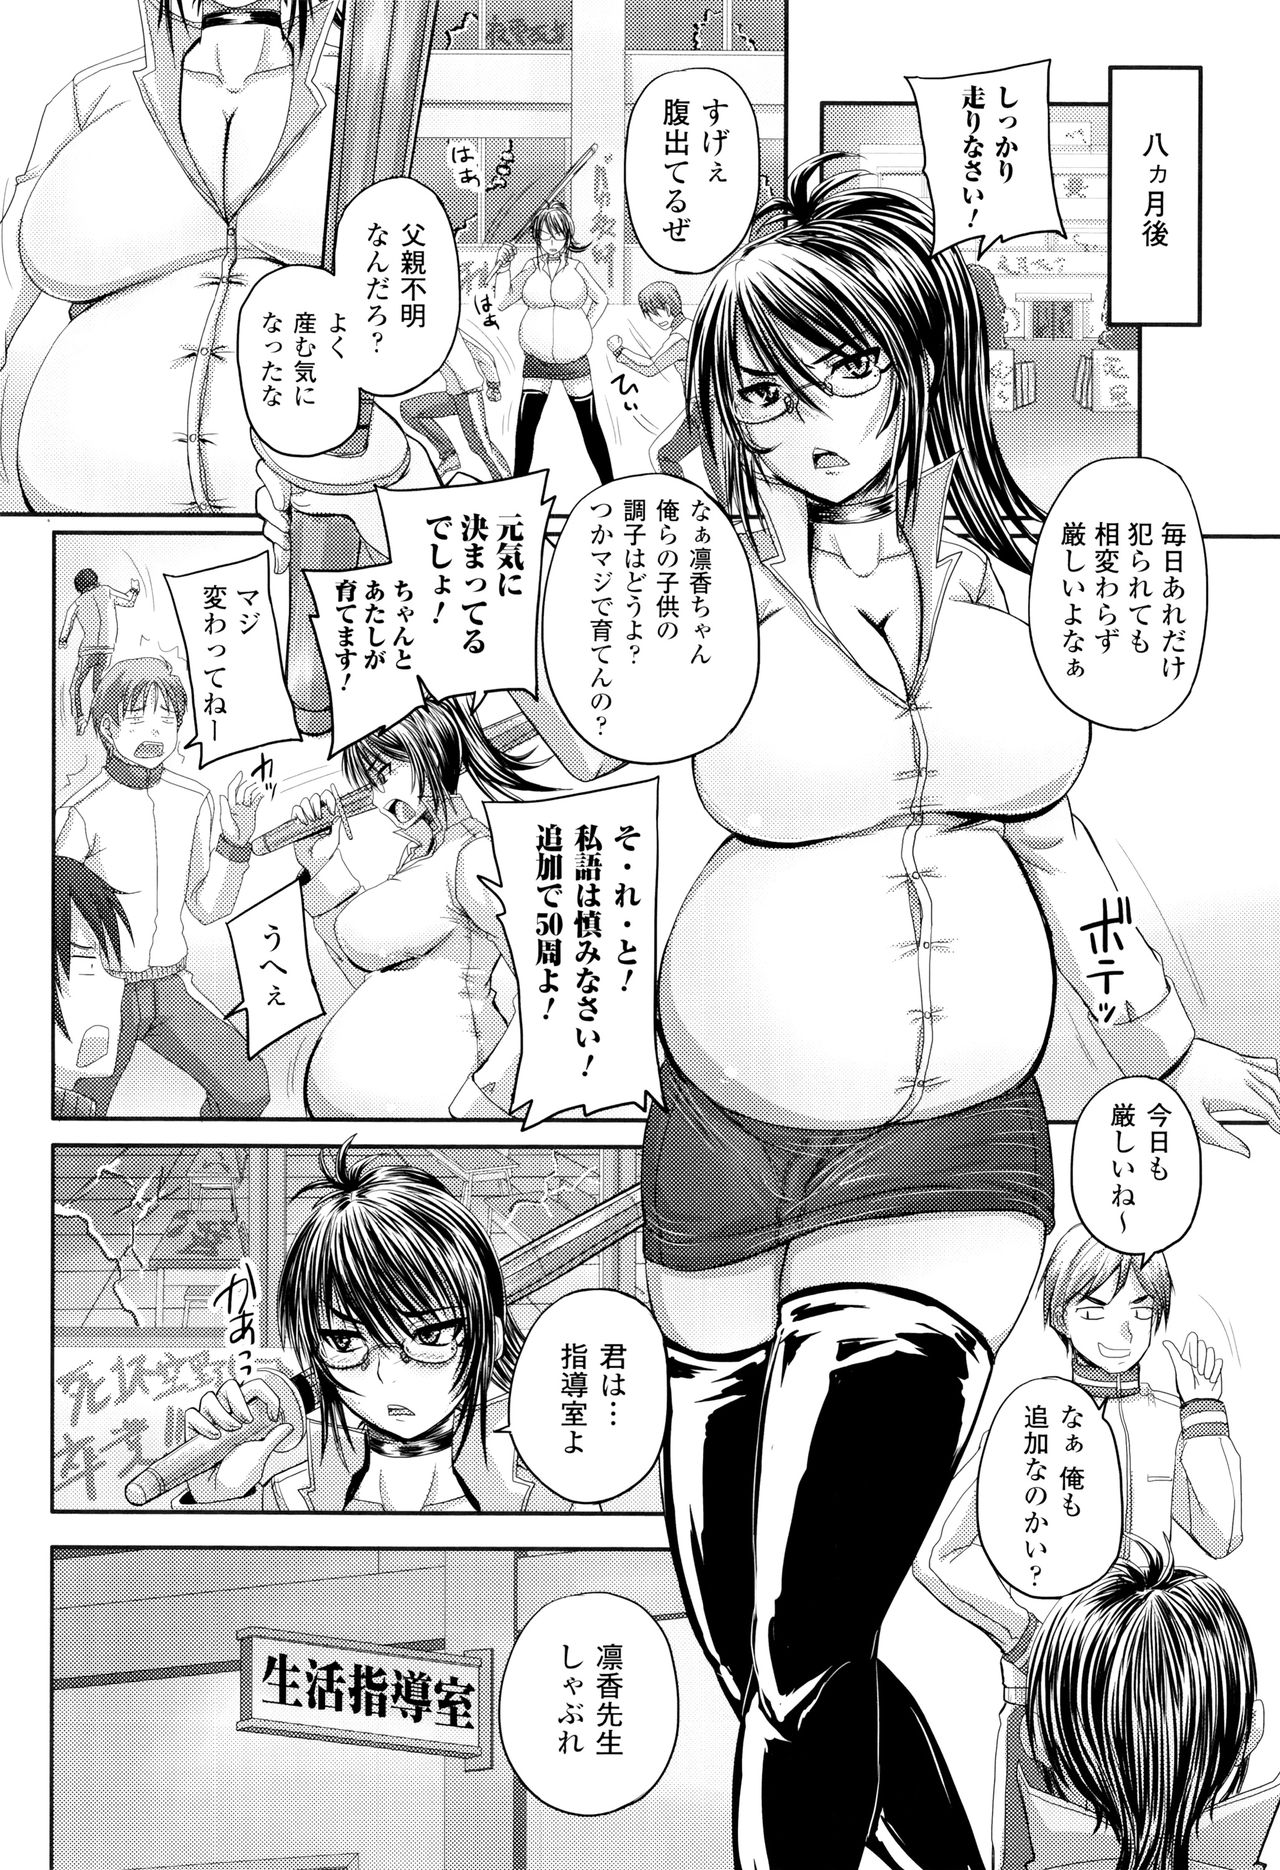 八ヵ月後
しっかり
走りなさい！
すげぇ
腹出てるぜ
はぁ
はぁ
ひぃ
父親不明
なんだろ？
よく
産む気に
なったな
毎日あれだけ
犯られても
相変わらず
厳しいよなぁ
なぁ凛香ちゃん
俺らの子供の
調子はどうよ？
つかマジで育てんの？
ボテッ
元気に
決まってる
でしょ！
ちゃんと
あたしが
育てます！
マジ
変わってねー
カッ
そ・れ・と！
私語は慎みなさい！
追加で50周よ！
うへぇ
今日も
厳しいね～
なぁ 俺も
追加なのかい？
かぁっ
君は…
指導室よ
生活指導室
凛香先生
しゃぶれ